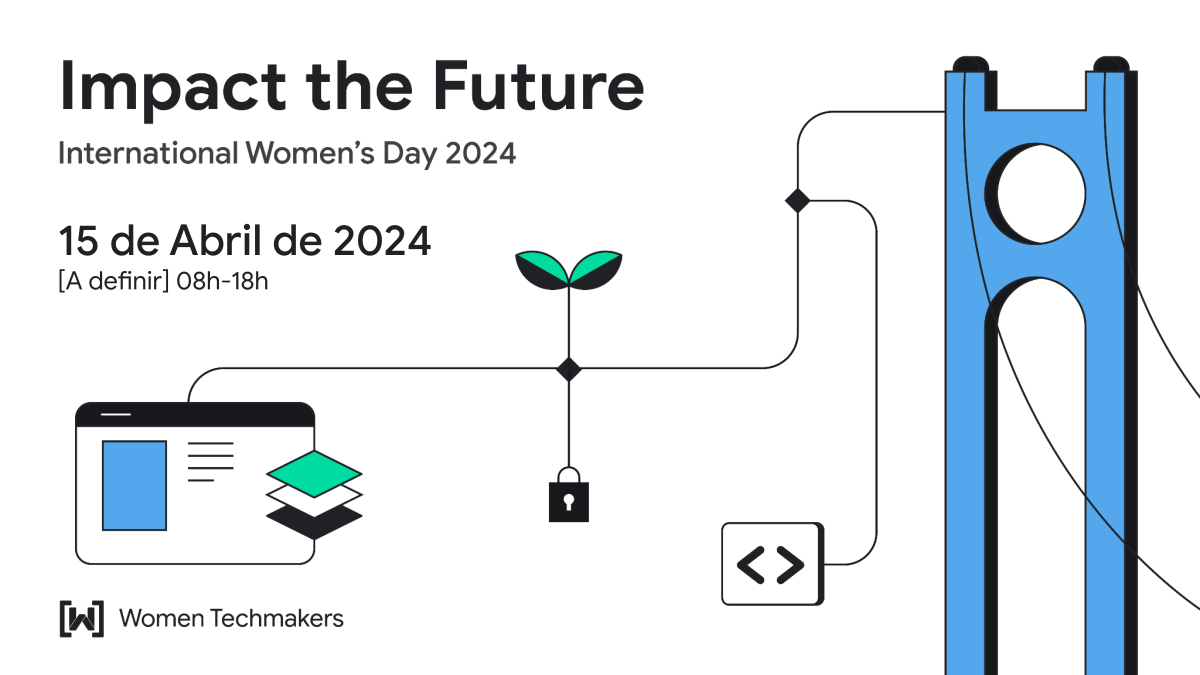 Impact the Future
International Women’s Day 2024
15 de Abril de 2024
[A definir] 08h-18h
< >
[W] Women Techmakers